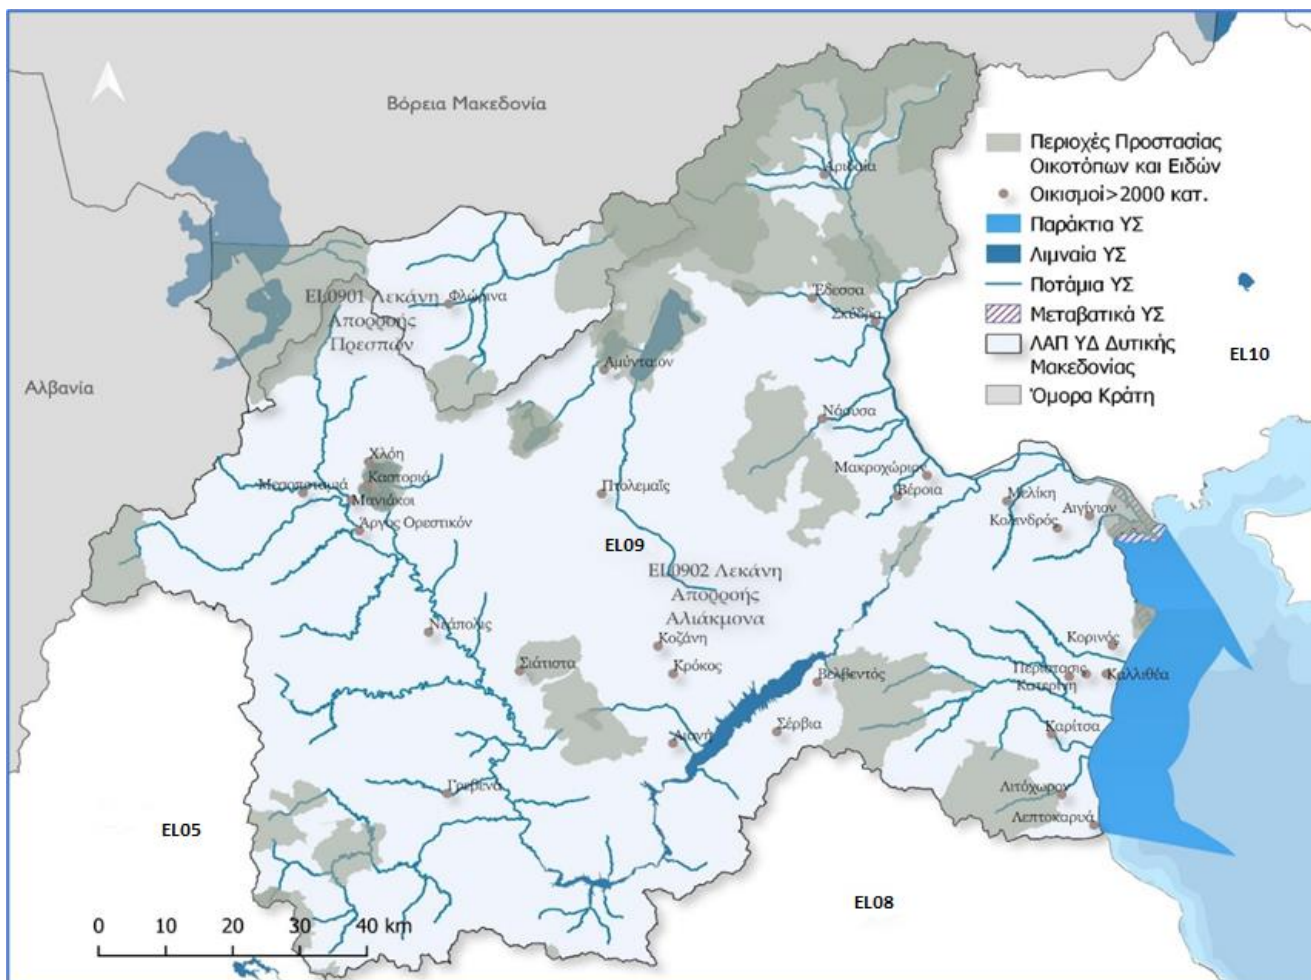 Βόρεια Μακεδονία
Περιοχές Προστασίας
Οικοτόπων και Ειδών
Αριδαία
Οικισμοί>2000 κατ.
Παράκτια ΥΣ
Λιμναία ΥΣ
Ποτάμια ΥΣ
Μεταβατικά ΥΣ
ΛΑΠ ΥΔ Δυτικής
Μακεδονίας
Όμορα Κράτη
EL10
EL0901 Λεκάνη
Απορροής
Πρεσπών
Φλώρινα
Έδεσσα
Σκύδρα
Αλβανία
Αμύνταιον
Νάουσα
Χλόη
Καστοριά
Μεσοποταμιά
Μανιάκοι
Άργος Ορεστικόν
Πτολεμαΐς
Μακροχώριον
Βέροια
Μελίκη
Κολινδρός
Αιγίνιον
EL09
EL0902 Λεκάνη
Απορροής
Αλιάκμονα
Νεάπολις
Κοζάνη
Κρόκος
Σιάτιστα
Βελβεντός
Κορινός
Περίστασις
Κατερίνη
Καλλιθέα
Αιανή
Σέρβια
Καρίτσα
Γρεβενά
Λιτόχωρον
Λεπτοκαρυά
EL05
EL08
0 10 20 30 40 km